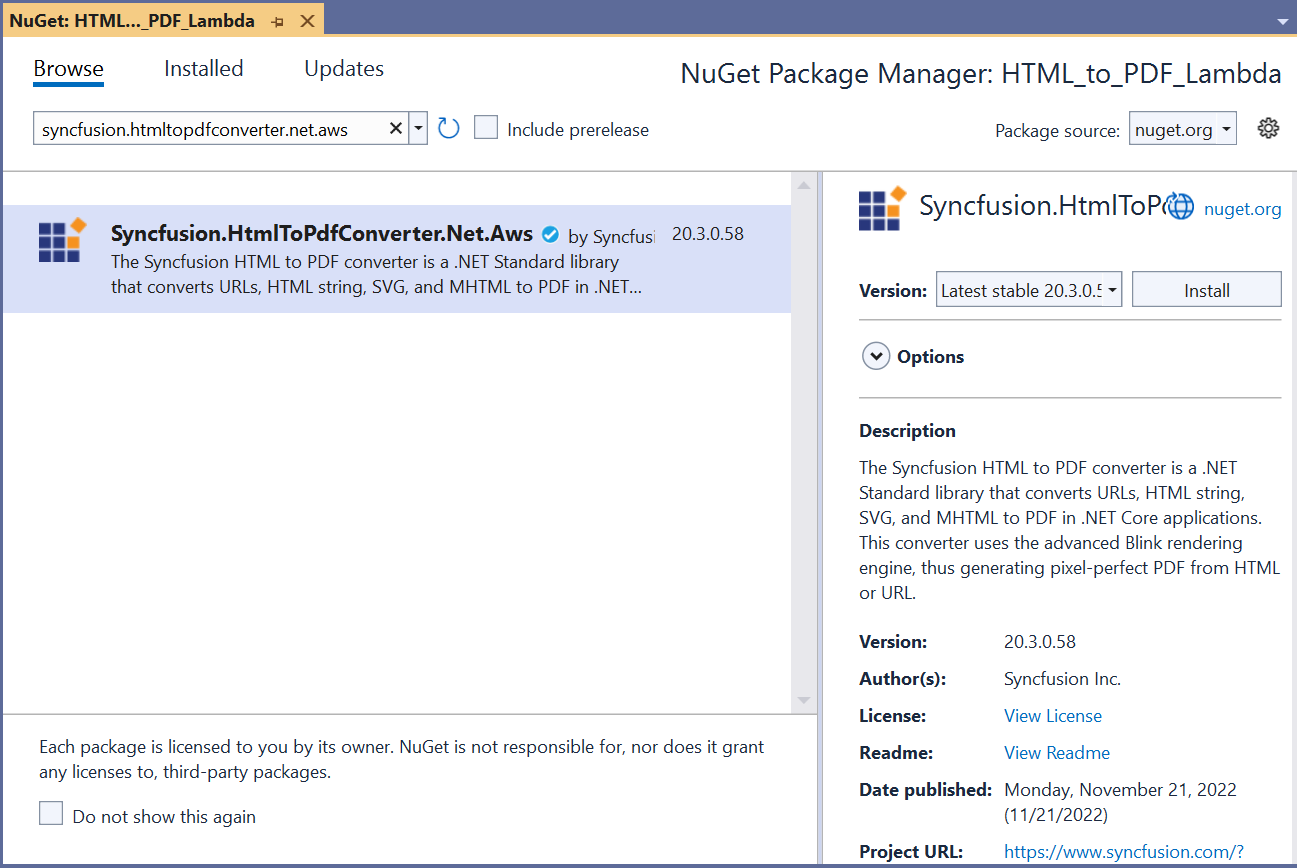 NuGet: HTML..._PDF_Lambda
Browse Installed Updates
NuGet Package Manager: HTML_to_PDF_Lambda
syncfusion.htmltopdfconverter.net.aws
Include prerelease
Package source: nuget.org
Syncfusion.HtmlToPdfConverter.Net.Aws by Syncfusi 20.3.0.58
The Syncfusion HTML to PDF converter is a .NET Standard library
that converts URLs, HTML string, SVG, and MHTML to PDF in .NET...
Each package is licensed to you by its owner. NuGet is not responsible for, nor does it grant
any licenses to, third-party packages.
Do not show this again
Syncfusion.HtmlToP nuget.org
Version: Latest stable 20.3.0.5 Install
Options
Description
The Syncfusion HTML to PDF converter is a .NET
Standard library that converts URLs, HTML string,
SVG, and MHTML to PDF in .NET Core applications.
This converter uses the advanced Blink rendering
engine, thus generating pixel-perfect PDF from HTML
or URL.
Version: 20.3.0.58
Author(s): Syncfusion Inc.
License: View License
Readme: View Readme
Date published: Monday, November 21, 2022
(11/21/2022)
Project URL: https://www.syncfusion.com/?